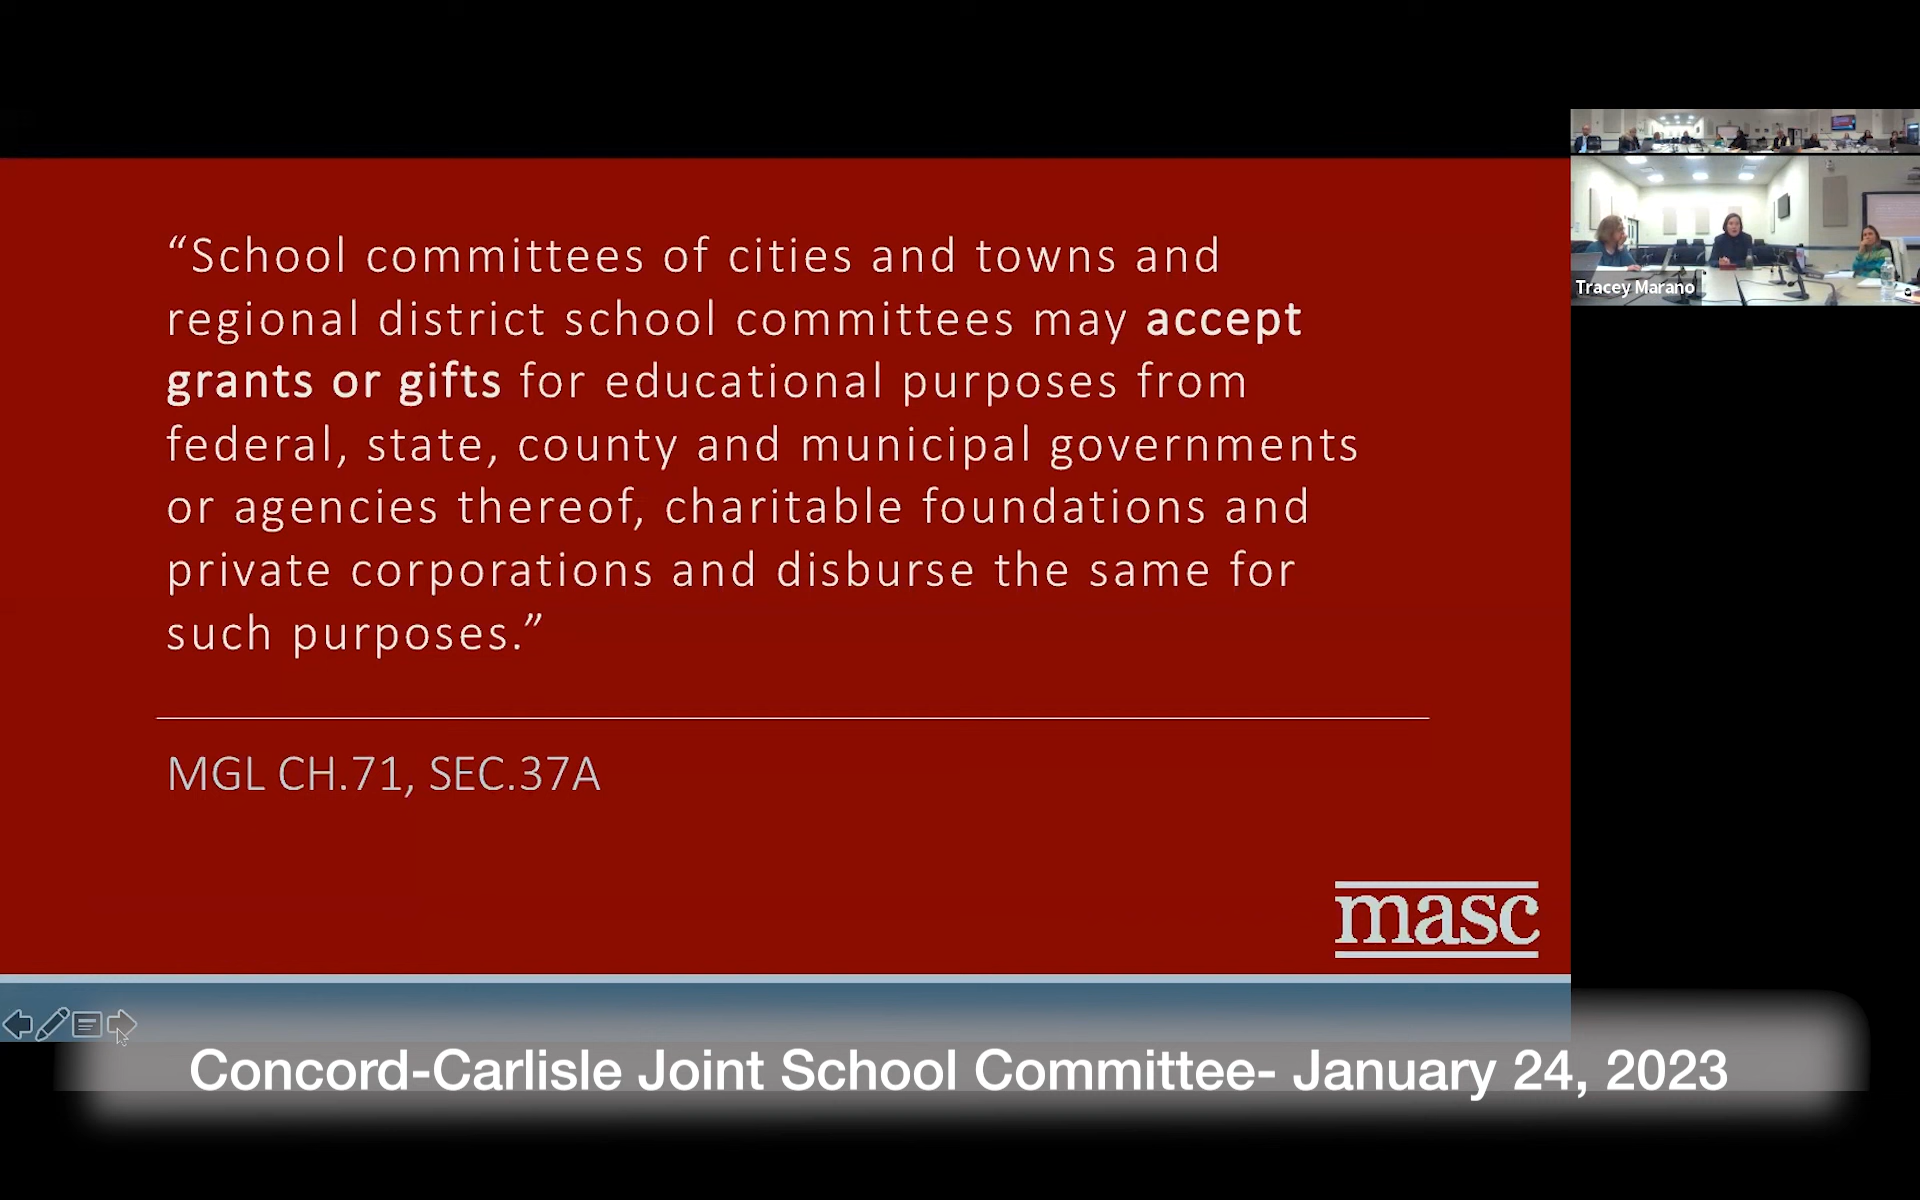 “School committees of cities and towns and
regional district school committees may accept
grants or gifts for educational purposes from
federal, state, county and municipal governments
or agencies thereof, charitable foundations and
private corporations and disburse the same for
such purposes.”
MGL CH.71, SEC.37A
masc
Tracey Marano
Concord-Carlisle Joint School Committee- January 24, 2023